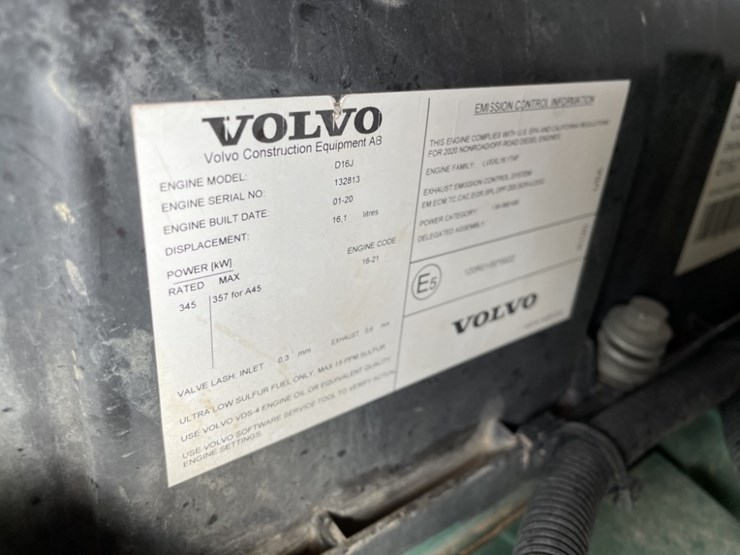 VOLVO
Volvo Construction Equipment AB
ENGINE MODEL: D16J
ENGINE SERIAL NO: 132813
ENGINE BUILT DATE: 01-20
DISPLACEMENT: 16,1 litres
POWER [kW] ENGINE CODE
RATED MAX 16-21
345 357 for A45
VALVE LASH: INLET 0,3 mm EXHAUST mm
ULTRA LOW SULFUR FUEL ONLY. MAX 15 PPM SULFUR
USE VOLVO VDS-4 ENGINE OIL OR EQUIVALENT QUALITY
USE VOLVO SOFTWARE SERVICE TOOL TO VERIFY ACTUAL
ENGINE SETTINGS.
EMISSION CONTROL INFORMATION
THIS ENGINE COMPLIES WITH U.S. EPA AND CALIFORNIA REGULATIONS
FOR 2020 NONROAD/OFF-ROAD DIESEL ENGINES.
ENGINE FAMILY:
EXHAUST EMISSION CONTROL SYSTEM
POWER CATEGORY:
DELEGATED ASSEMBLY
E5
VOLVO